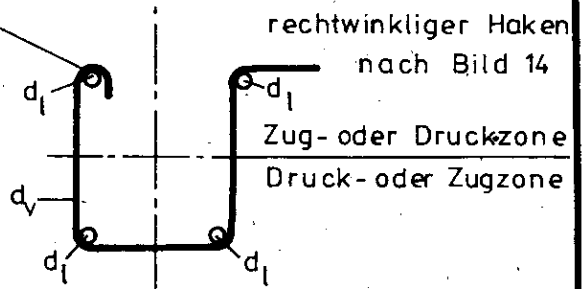 rechtwinkliger Haken
nach Bild 14
d_l
d_l
Zug- oder Druckzone
Druck- oder Zugzone
d_v
d_l
d_l